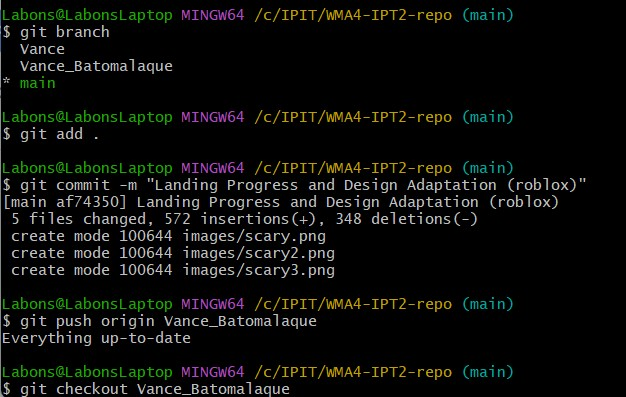 Labons@LabonsLaptop MINGW64 /c/IPIT/WMA4-IPT2-repo (main)
$ git branch
  Vance
  Vance_Batomalaque
* main
Labons@LabonsLaptop MINGW64 /c/IPIT/WMA4-IPT2-repo (main)
$ git add .
Labons@LabonsLaptop MINGW64 /c/IPIT/WMA4-IPT2-repo (main)
$ git commit -m "Landing Progress and Design Adaptation (roblox)"
[main af74350] Landing Progress and Design Adaptation (roblox)
 5 files changed, 572 insertions(+), 348 deletions(-)
 create mode 100644 images/scary.png
 create mode 100644 images/scary2.png
 create mode 100644 images/scary3.png
Labons@LabonsLaptop MINGW64 /c/IPIT/WMA4-IPT2-repo (main)
$ git push origin Vance_Batomalaque
Everything up-to-date
Labons@LabonsLaptop MINGW64 /c/IPIT/WMA4-IPT2-repo (main)
$ git checkout Vance_Batomalaque